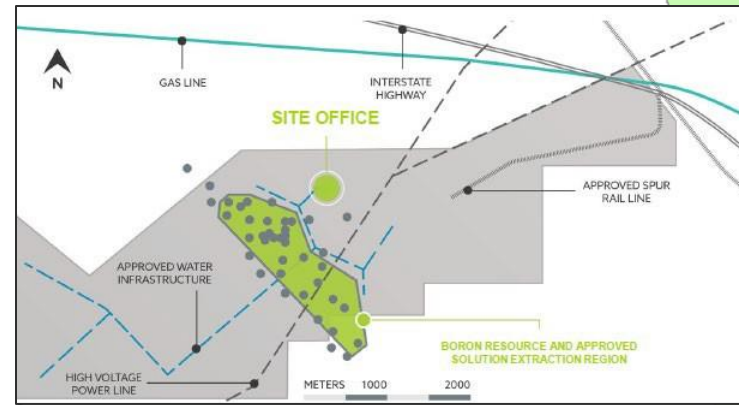 N
GAS LINE
INTERSTATE
HIGHWAY
SITE OFFICE
APPROVED SPUR
RAIL LINE
APPROVED WATER
INFRASTRUCTURE
BORON RESOURCE AND APPROVED
SOLUTION EXTRACTION REGION
HIGH VOLTAGE
POWER LINE
METERS 1000 2000